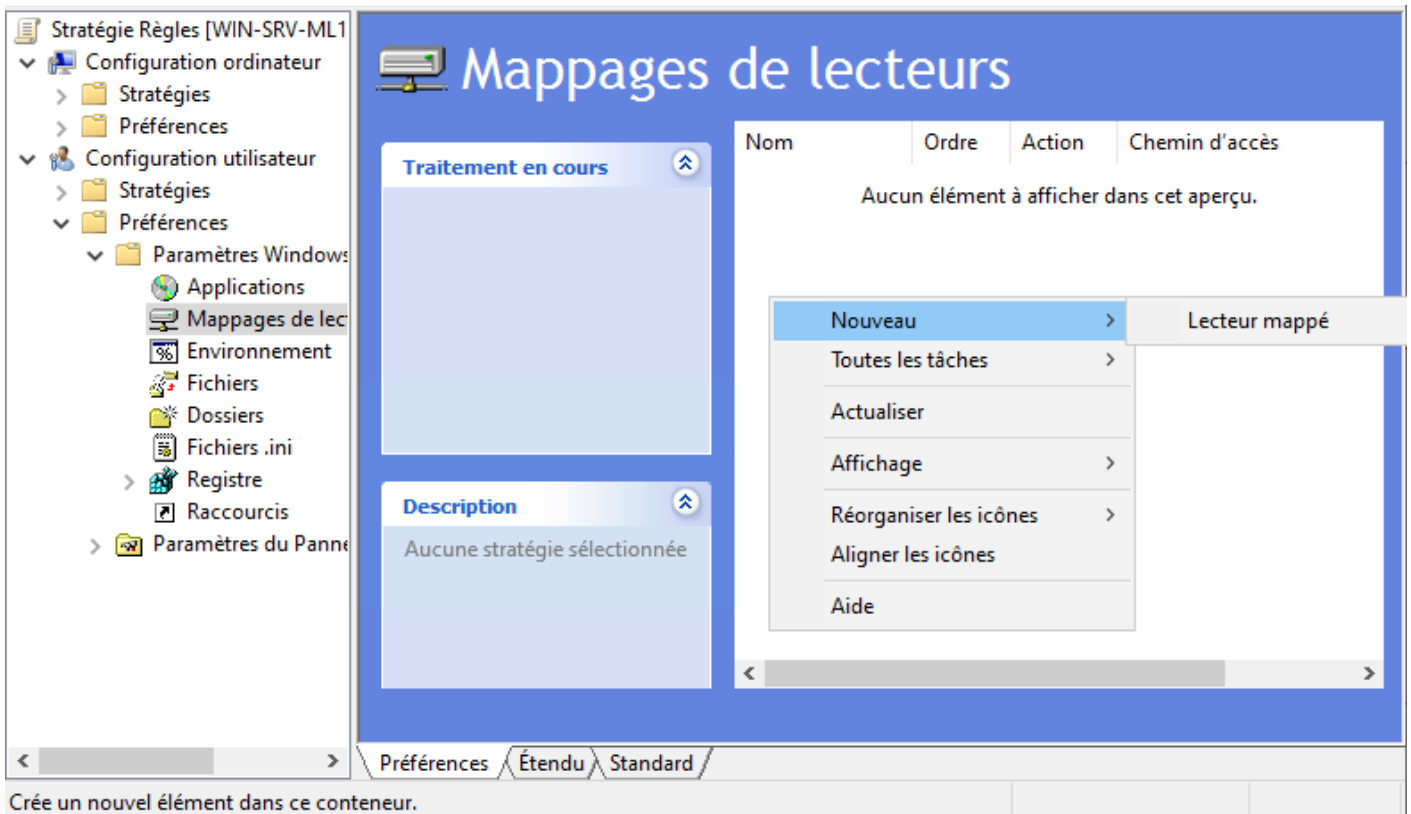 Stratégie Règles [WIN-SRV-ML1
Configuration ordinateur
Stratégies
Préférences
Configuration utilisateur
Stratégies
Préférences
Paramètres Windows
Applications
Mappages de lec
Environnement
Fichiers
Dossiers
Fichiers .ini
Registre
Raccourcis
Paramètres du Panne
Mappages de lecteurs
Traitement en cours
Description
Aucune stratégie sélectionnée
Nom Ordre Action Chemin d'accès
Aucun élément à afficher dans cet aperçu.
Nouveau
Lecteur mappé
Toutes les tâches
Actualiser
Affichage
Réorganiser les icônes
Aligner les icônes
Aide
Préférences Étendu Standard
Crée un nouvel élément dans ce conteneur.